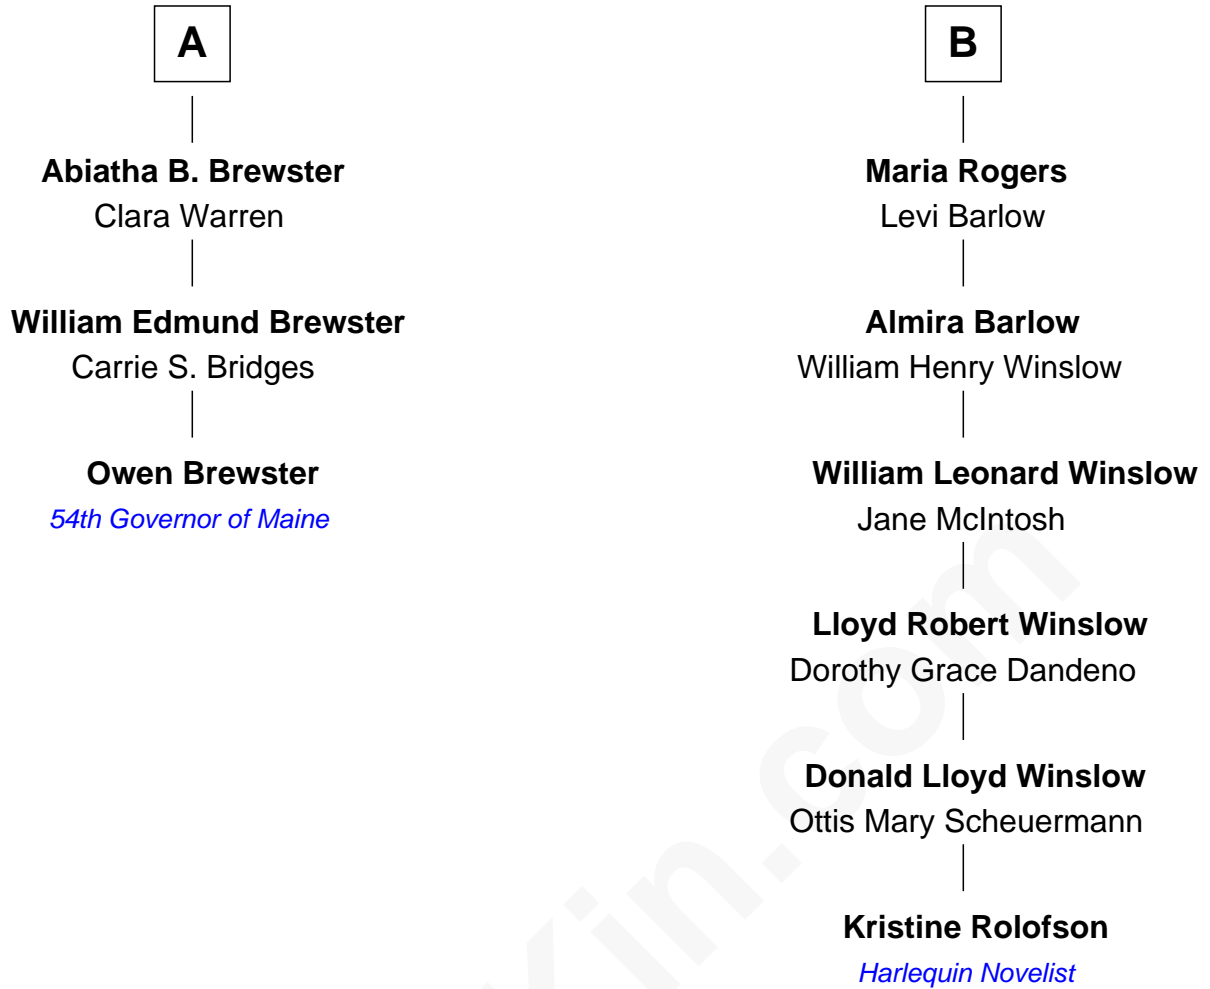 A
Abiatha B. Brewster
Clara Warren
William Edmund Brewster
Carrie S. Bridges
Owen Brewster
54th Governor of Maine
B
Maria Rogers
Levi Barlow
Almira Barlow
William Henry Winslow
William Leonard Winslow
Jane McIntosh
Lloyd Robert Winslow
Dorothy Grace Dandeno
Donald Lloyd Winslow
Ottis Mary Scheuermann
Kristine Rolofson
Harlequin Novelist